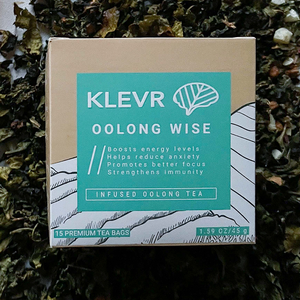 KLEVR
OOLONG WISE
// Boosts energy levels
Helps reduce anxiety
Promotes better focus
Strengthens immunity
INFUSED OOLONG TEA
15 PREMIUM TEA BAGS
1.59 OZ/45 g